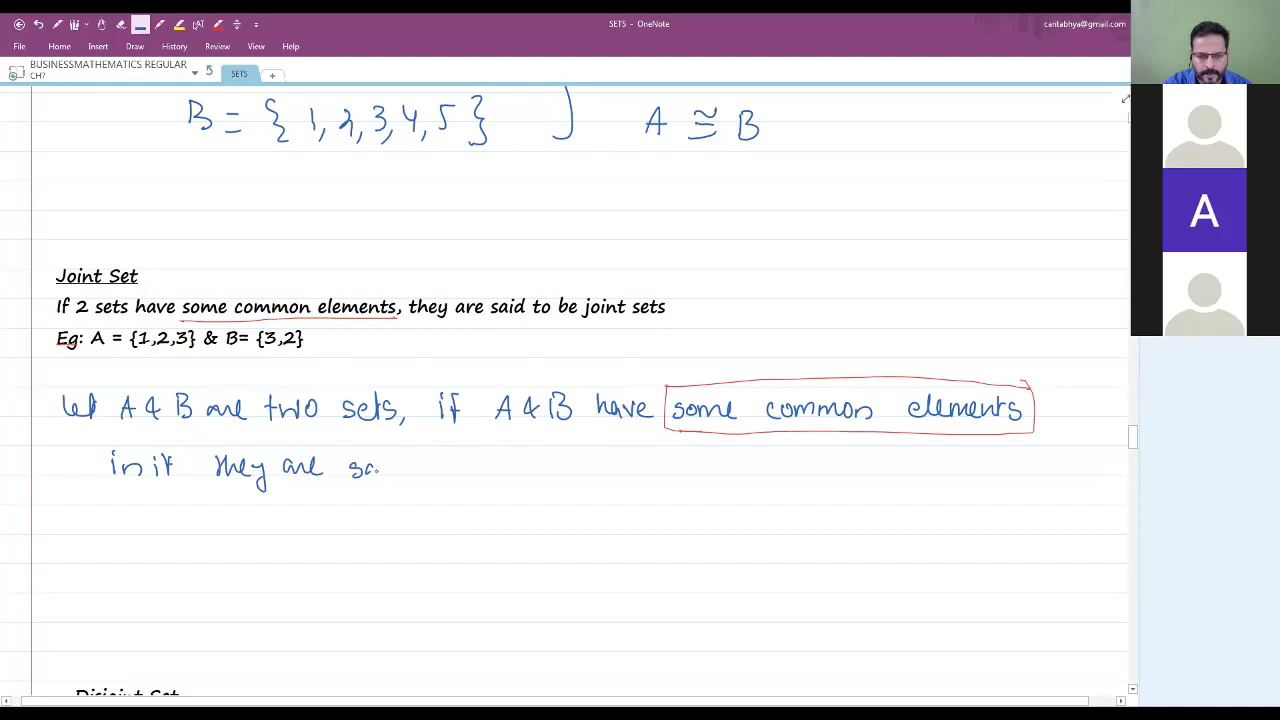 SETS - OneNote
cantabhya@gmail.com
File Home Insert Draw History Review View Help
BUSINESSMATHEMATICS REGULAR
CH7
SETS
B = { 1, 2, 3, 4, 5 } A ≅ B
Joint Set
If 2 sets have some common elements, they are said to be joint sets
Eg: A = {1,2,3} & B= {3,2}
let A & B are two sets, if A & B have some common elements
in it they are sa
Disjoint Set
A